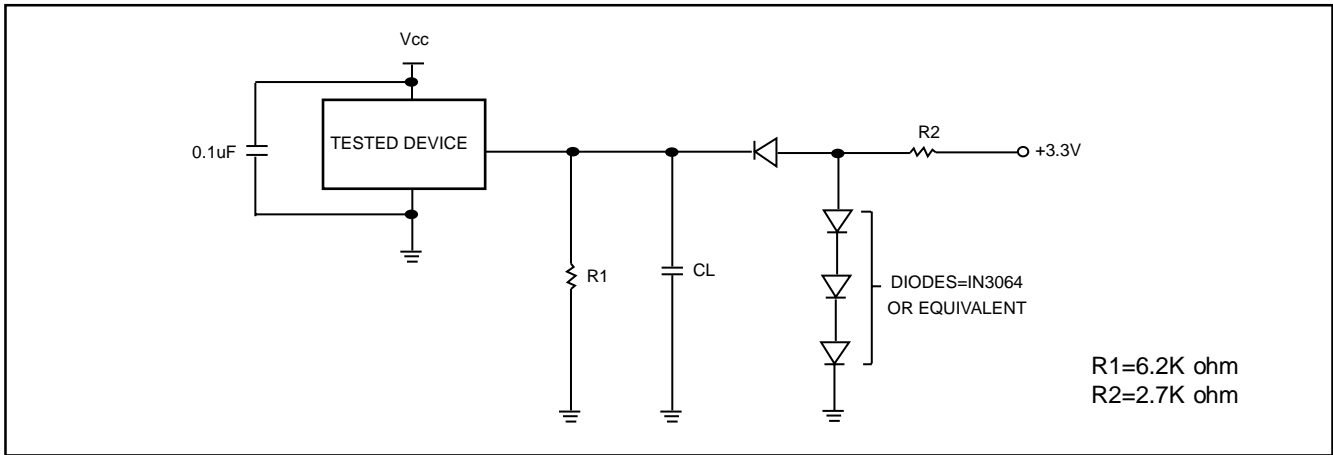 Vcc
0.1uF
TESTED DEVICE
R2
+3.3V
R1
CL
DIODES=IN3064
OR EQUIVALENT
R1=6.2K ohm
R2=2.7K ohm